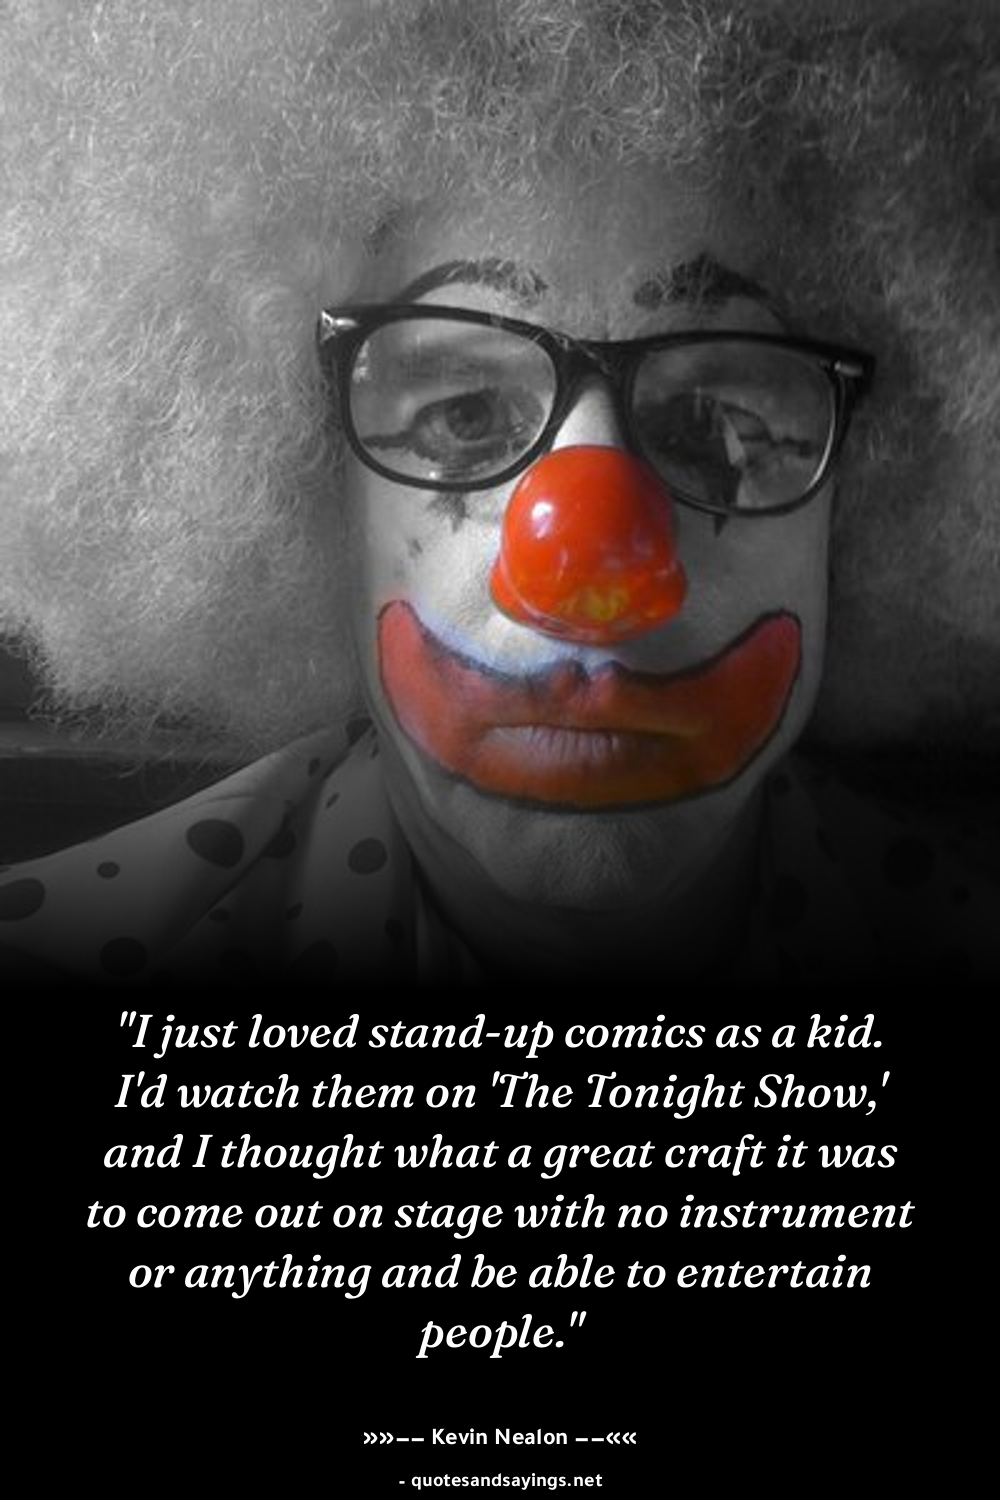 "I just loved stand-up comics as a kid.
I'd watch them on 'The Tonight Show,'
and I thought what a great craft it was
to come out on stage with no instrument
or anything and be able to entertain
people."
»»−− Kevin Nealon −−««
- quotesandsayings.net